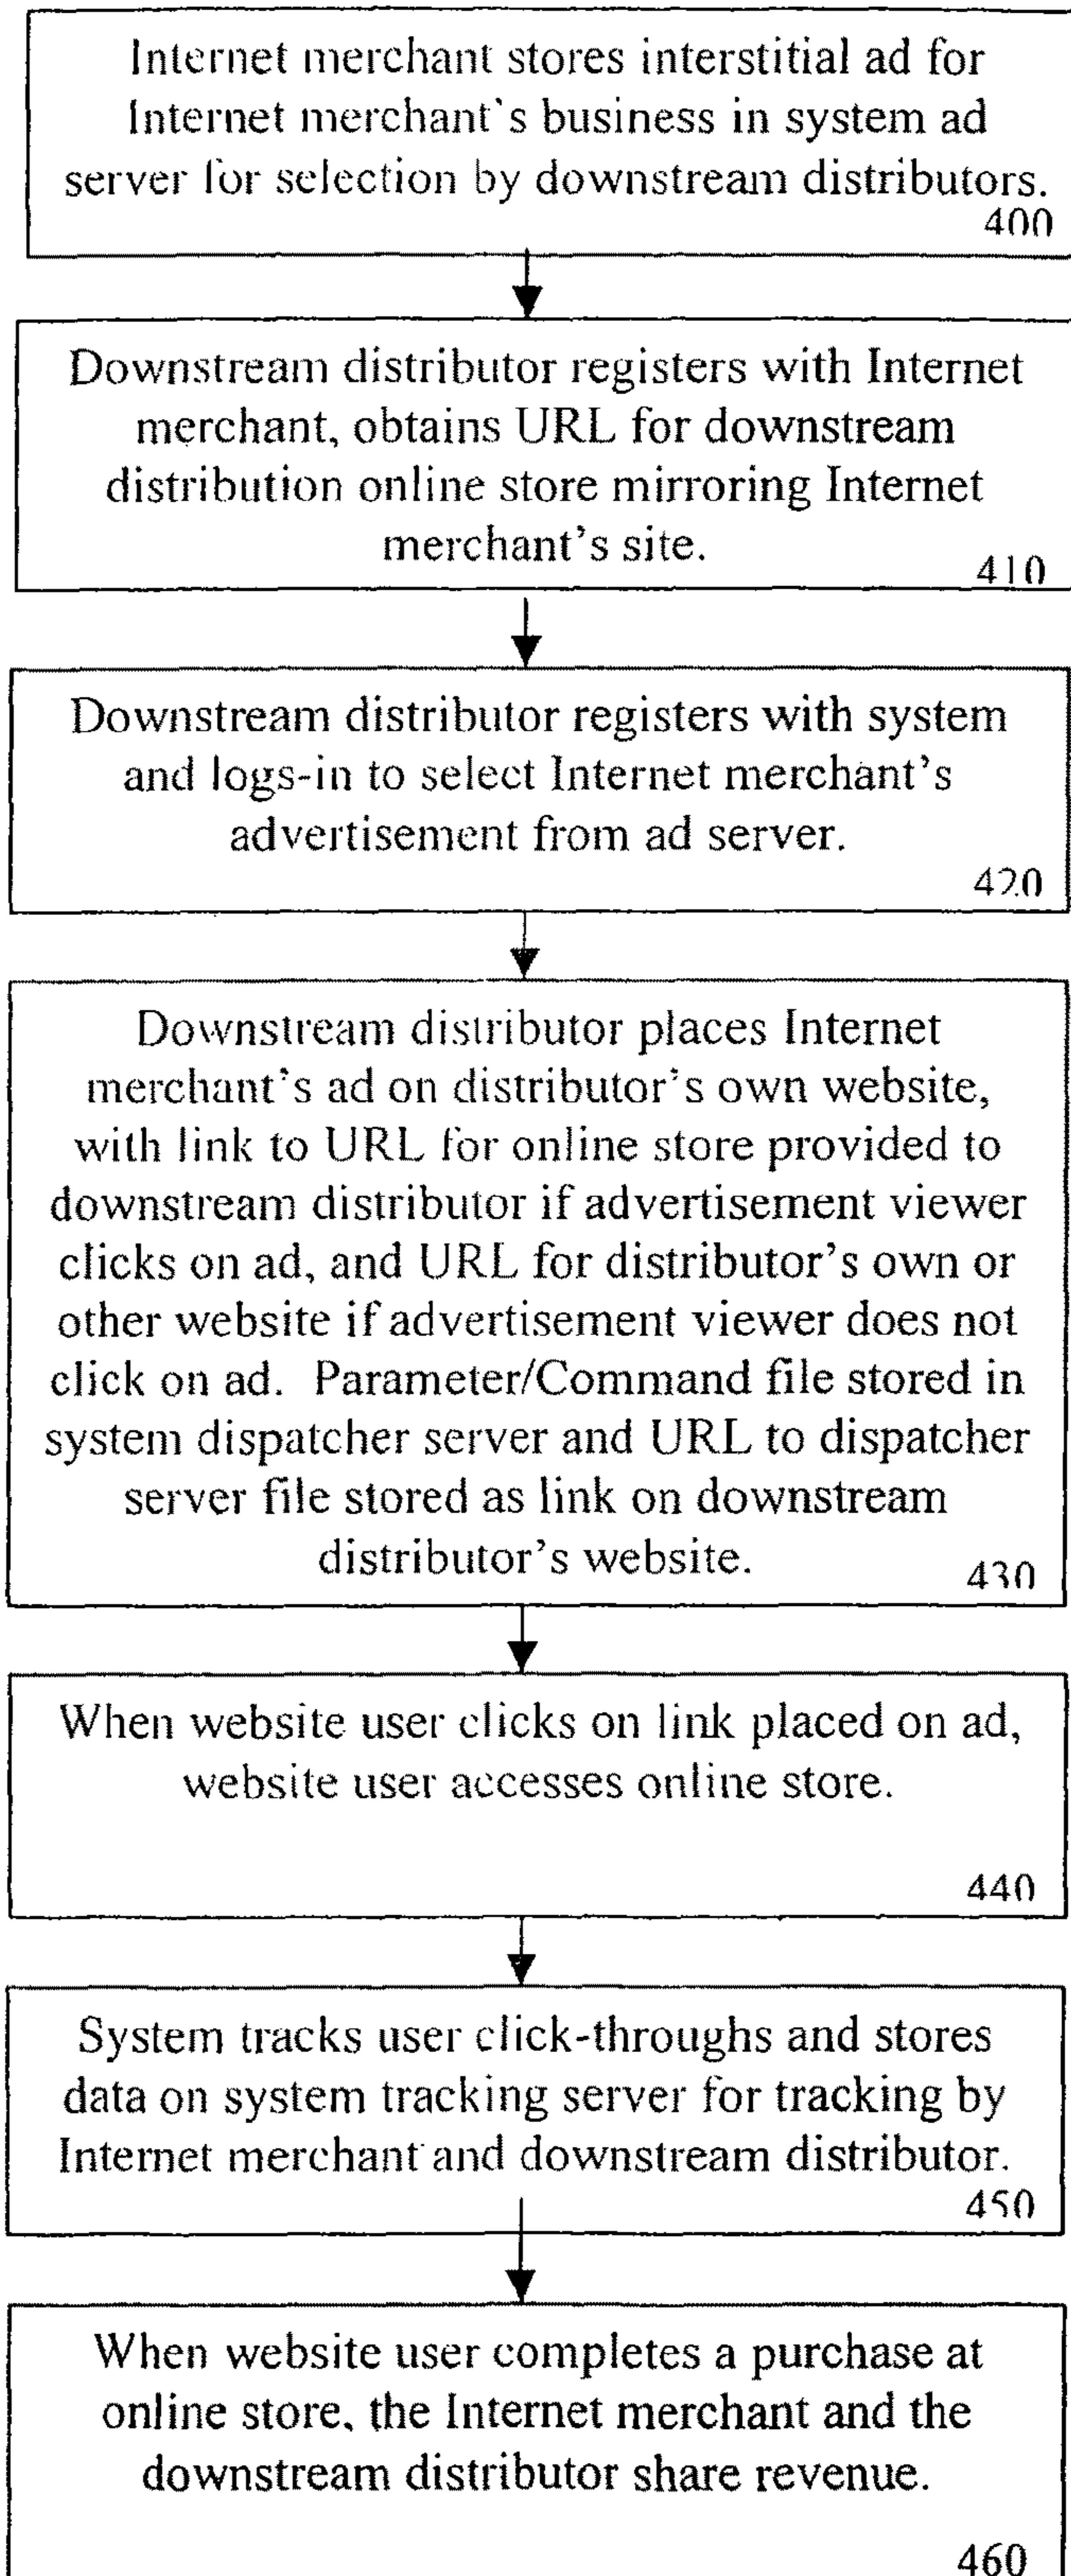 Internet merchant stores interstitial ad for
Internet merchant's business in system ad
server for selection by downstream distributors.
400
Downstream distributor registers with Internet
merchant, obtains URL for downstream
distribution online store mirroring Internet
merchant's site.
410
Downstream distributor registers with system
and logs-in to select Internet merchant's
advertisement from ad server.
420
Downstream distributor places Internet
merchant's ad on distributor's own website,
with link to URL for online store provided to
downstream distributor if advertisement viewer
clicks on ad, and URL for distributor's own or
other website if advertisement viewer does not
click on ad. Parameter/Command file stored in
system dispatcher server and URL to dispatcher
server file stored as link on downstream
distributor's website.
430
When website user clicks on link placed on ad,
website user accesses online store.
440
System tracks user click-throughs and stores
data on system tracking server for tracking by
Internet merchant and downstream distributor.
450
When website user completes a purchase at
online store, the Internet merchant and the
downstream distributor share revenue.
460